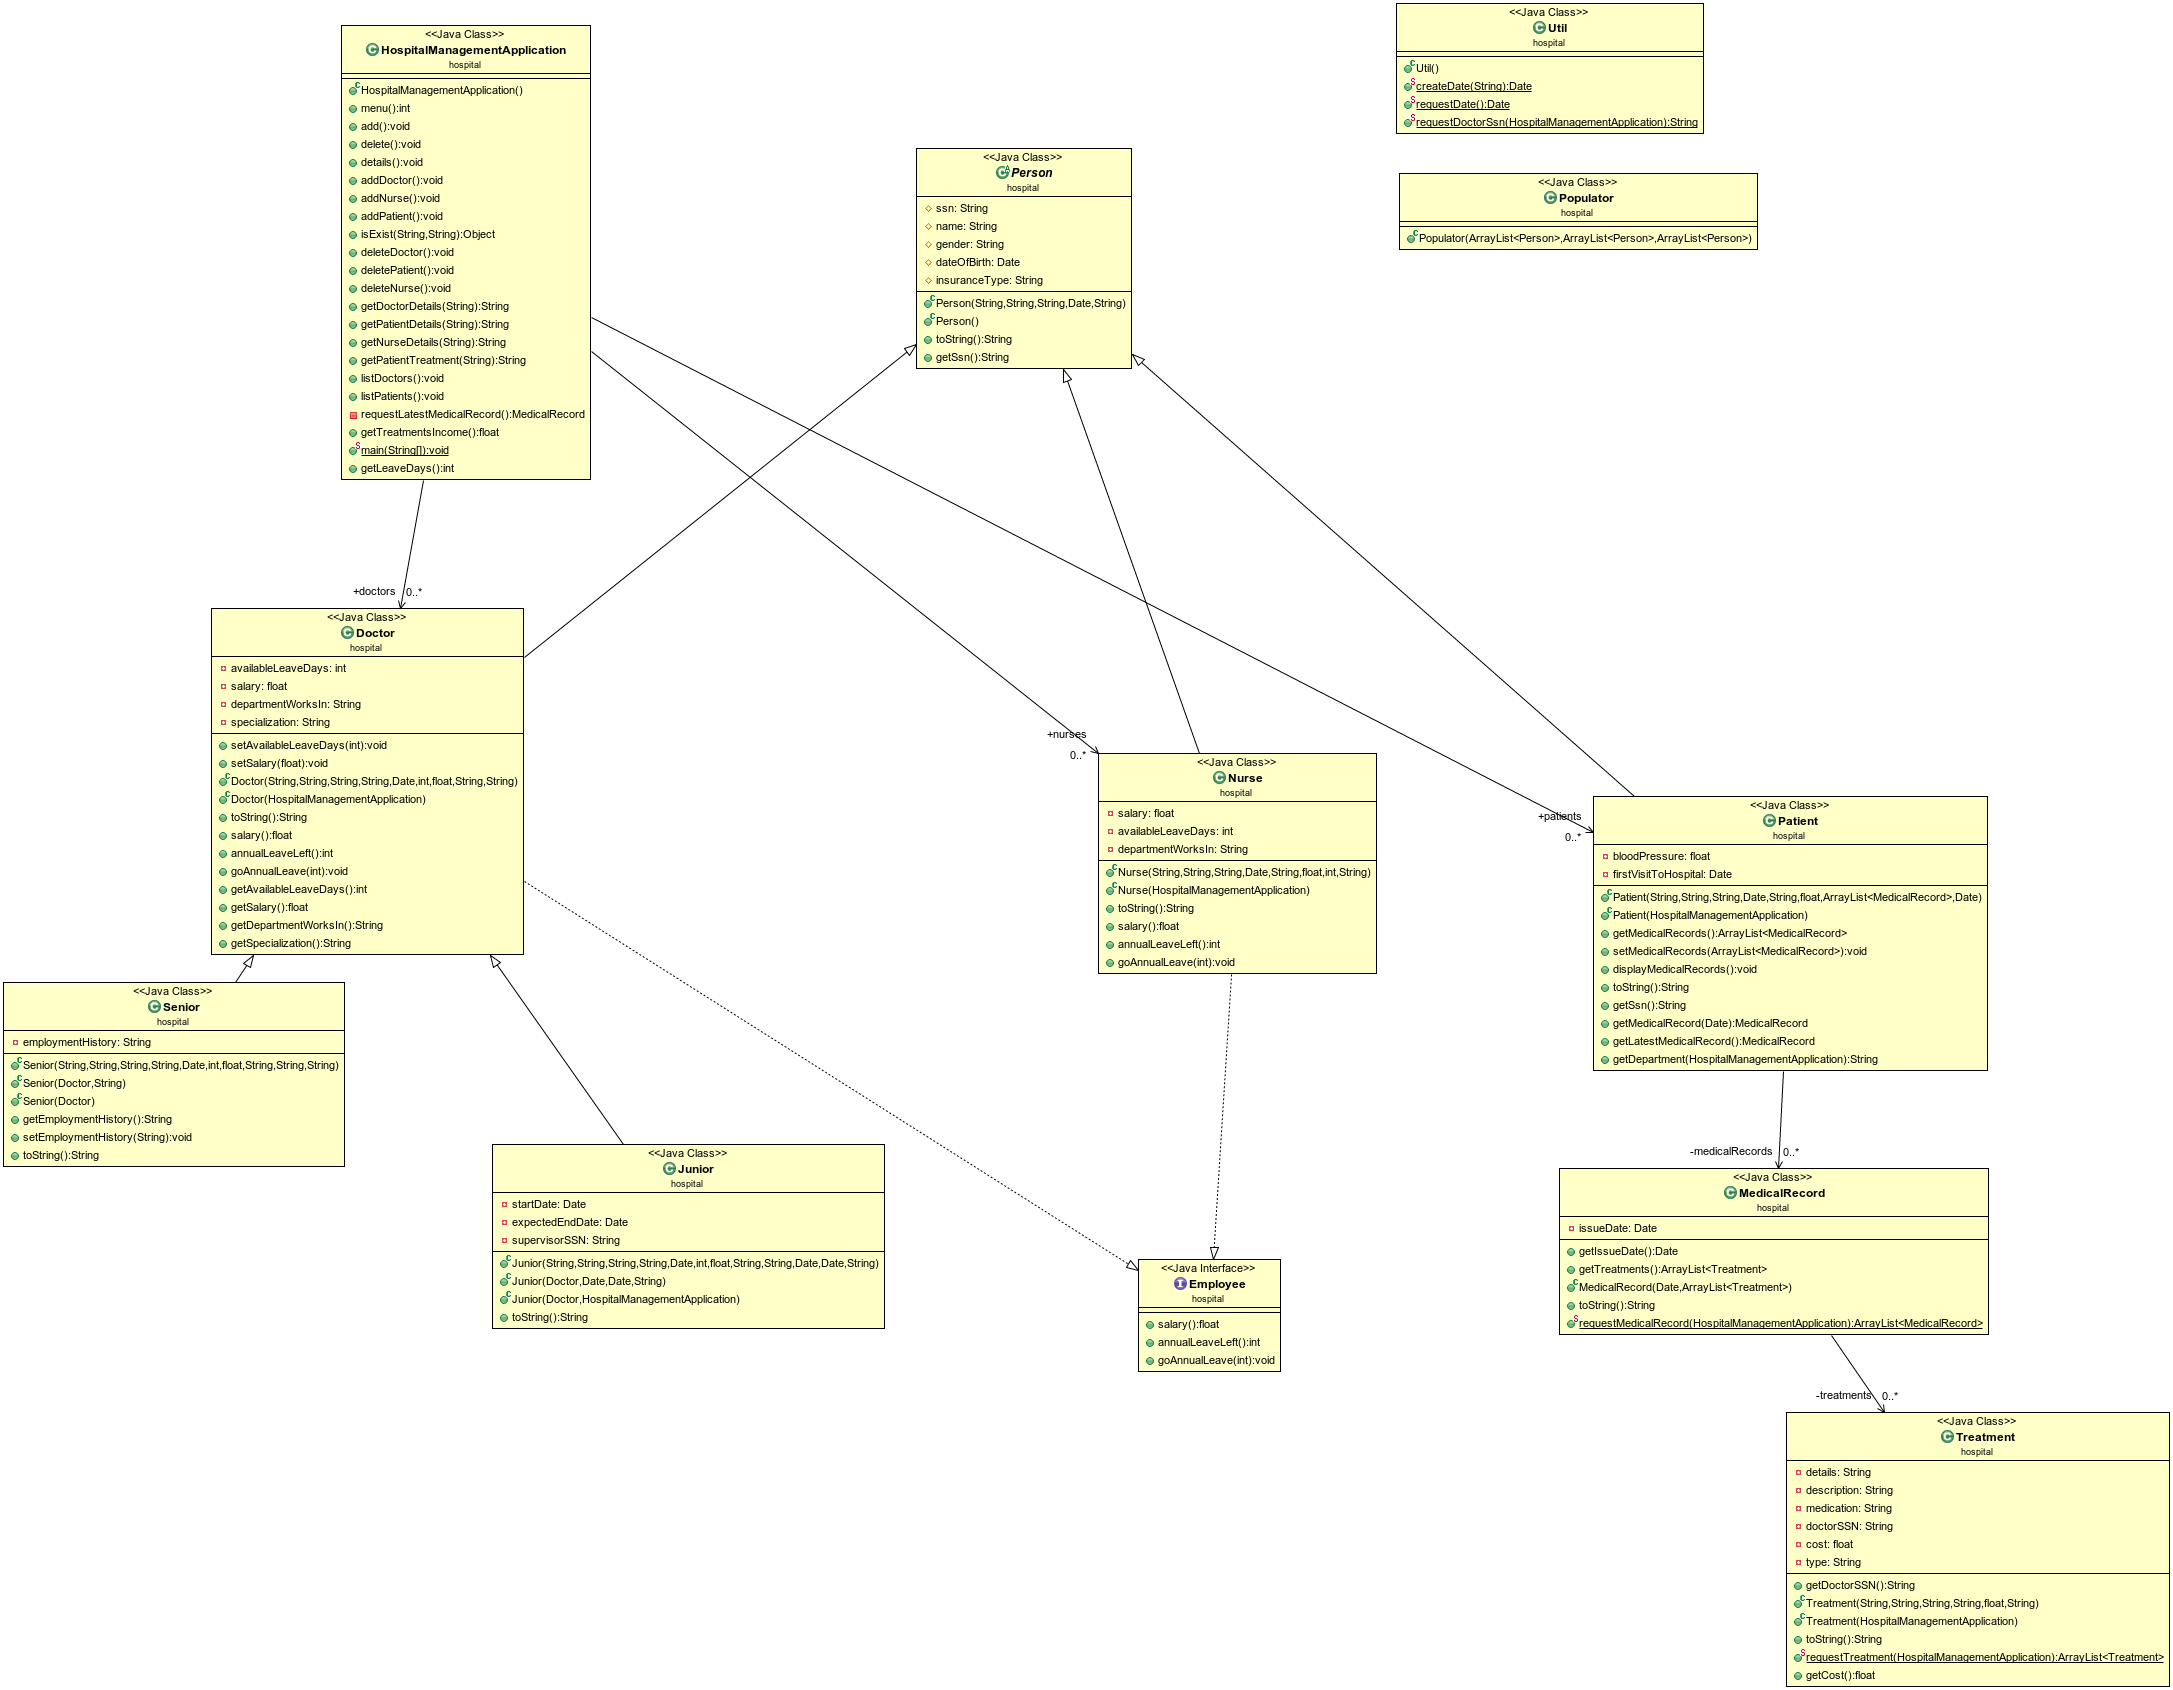 <<Java Class>>
HospitalManagementApplication
hospital
HospitalManagementApplication()
menu():int
add():void
delete():void
details():void
addDoctor():void
addNurse():void
addPatient():void
isExist(String,String):Object
deleteDoctor():void
deletePatient():void
deleteNurse():void
getDoctorDetails(String):String
getPatientDetails(String):String
getNurseDetails(String):String
getPatientTreatment(String):String
listDoctors():void
listPatients():void
requestLatestMedicalRecord():MedicalRecord
getTreatmentsIncome():float
main(String[]):void
getLeaveDays():int
<<Java Class>>
Util
hospital
Util()
createDate(String):Date
requestDate():Date
requestDoctorSsn(HospitalManagementApplication):String
<<Java Class>>
Person
hospital
ssn: String
name: String
gender: String
dateOfBirth: Date
insuranceType: String
Person(String,String,String,Date,String)
Person()
toString():String
getSsn():String
<<Java Class>>
Populator
hospital
Populator(ArrayList<Person>,ArrayList<Person>,ArrayList<Person>)
+doctors 0..*
<<Java Class>>
Doctor
hospital
availableLeaveDays: int
salary: float
departmentWorksIn: String
specialization: String
setAvailableLeaveDays(int):void
setSalary(float):void
Doctor(String,String,String,String,Date,int,float,String,String)
Doctor(HospitalManagementApplication)
toString():String
salary():float
annualLeaveLeft():int
goAnnualLeave(int):void
getAvailableLeaveDays():int
getSalary():float
getDepartmentWorksIn():String
getSpecialization():String
+nurses
0..*
<<Java Class>>
Nurse
hospital
salary: float
availableLeaveDays: int
departmentWorksIn: String
Nurse(String,String,String,Date,String,float,int,String)
Nurse(HospitalManagementApplication)
toString():String
salary():float
annualLeaveLeft():int
goAnnualLeave(int):void
+patients
0..*
<<Java Class>>
Patient
hospital
bloodPressure: float
firstVisitToHospital: Date
Patient(String,String,String,Date,String,float,ArrayList<MedicalRecord>,Date)
Patient(HospitalManagementApplication)
getMedicalRecords():ArrayList<MedicalRecord>
setMedicalRecords(ArrayList<MedicalRecord>):void
displayMedicalRecords():void
toString():String
getSsn():String
getMedicalRecord(Date):MedicalRecord
getLatestMedicalRecord():MedicalRecord
getDepartment(HospitalManagementApplication):String
<<Java Class>>
Senior
hospital
employmentHistory: String
Senior(String,String,String,String,Date,int,float,String,String,String)
Senior(Doctor,String)
Senior(Doctor)
getEmploymentHistory():String
setEmploymentHistory(String):void
toString():String
<<Java Class>>
Junior
hospital
startDate: Date
expectedEndDate: Date
supervisorSSN: String
Junior(String,String,String,String,Date,int,float,String,String,Date,Date,String)
Junior(Doctor,Date,Date,String)
Junior(Doctor,HospitalManagementApplication)
toString():String
<<Java Interface>>
Employee
hospital
salary():float
annualLeaveLeft():int
goAnnualLeave(int):void
-medicalRecords 0..*
<<Java Class>>
MedicalRecord
hospital
issueDate: Date
getIssueDate():Date
getTreatments():ArrayList<Treatment>
MedicalRecord(Date,ArrayList<Treatment>)
toString():String
requestMedicalRecord(HospitalManagementApplication):ArrayList<MedicalRecord>
-treatments 0..*
<<Java Class>>
Treatment
hospital
details: String
description: String
medication: String
doctorSSN: String
cost: float
type: String
getDoctorSSN():String
Treatment(String,String,String,String,float,String)
Treatment(HospitalManagementApplication)
toString():String
requestTreatment(HospitalManagementApplication):ArrayList<Treatment>
getCost():float